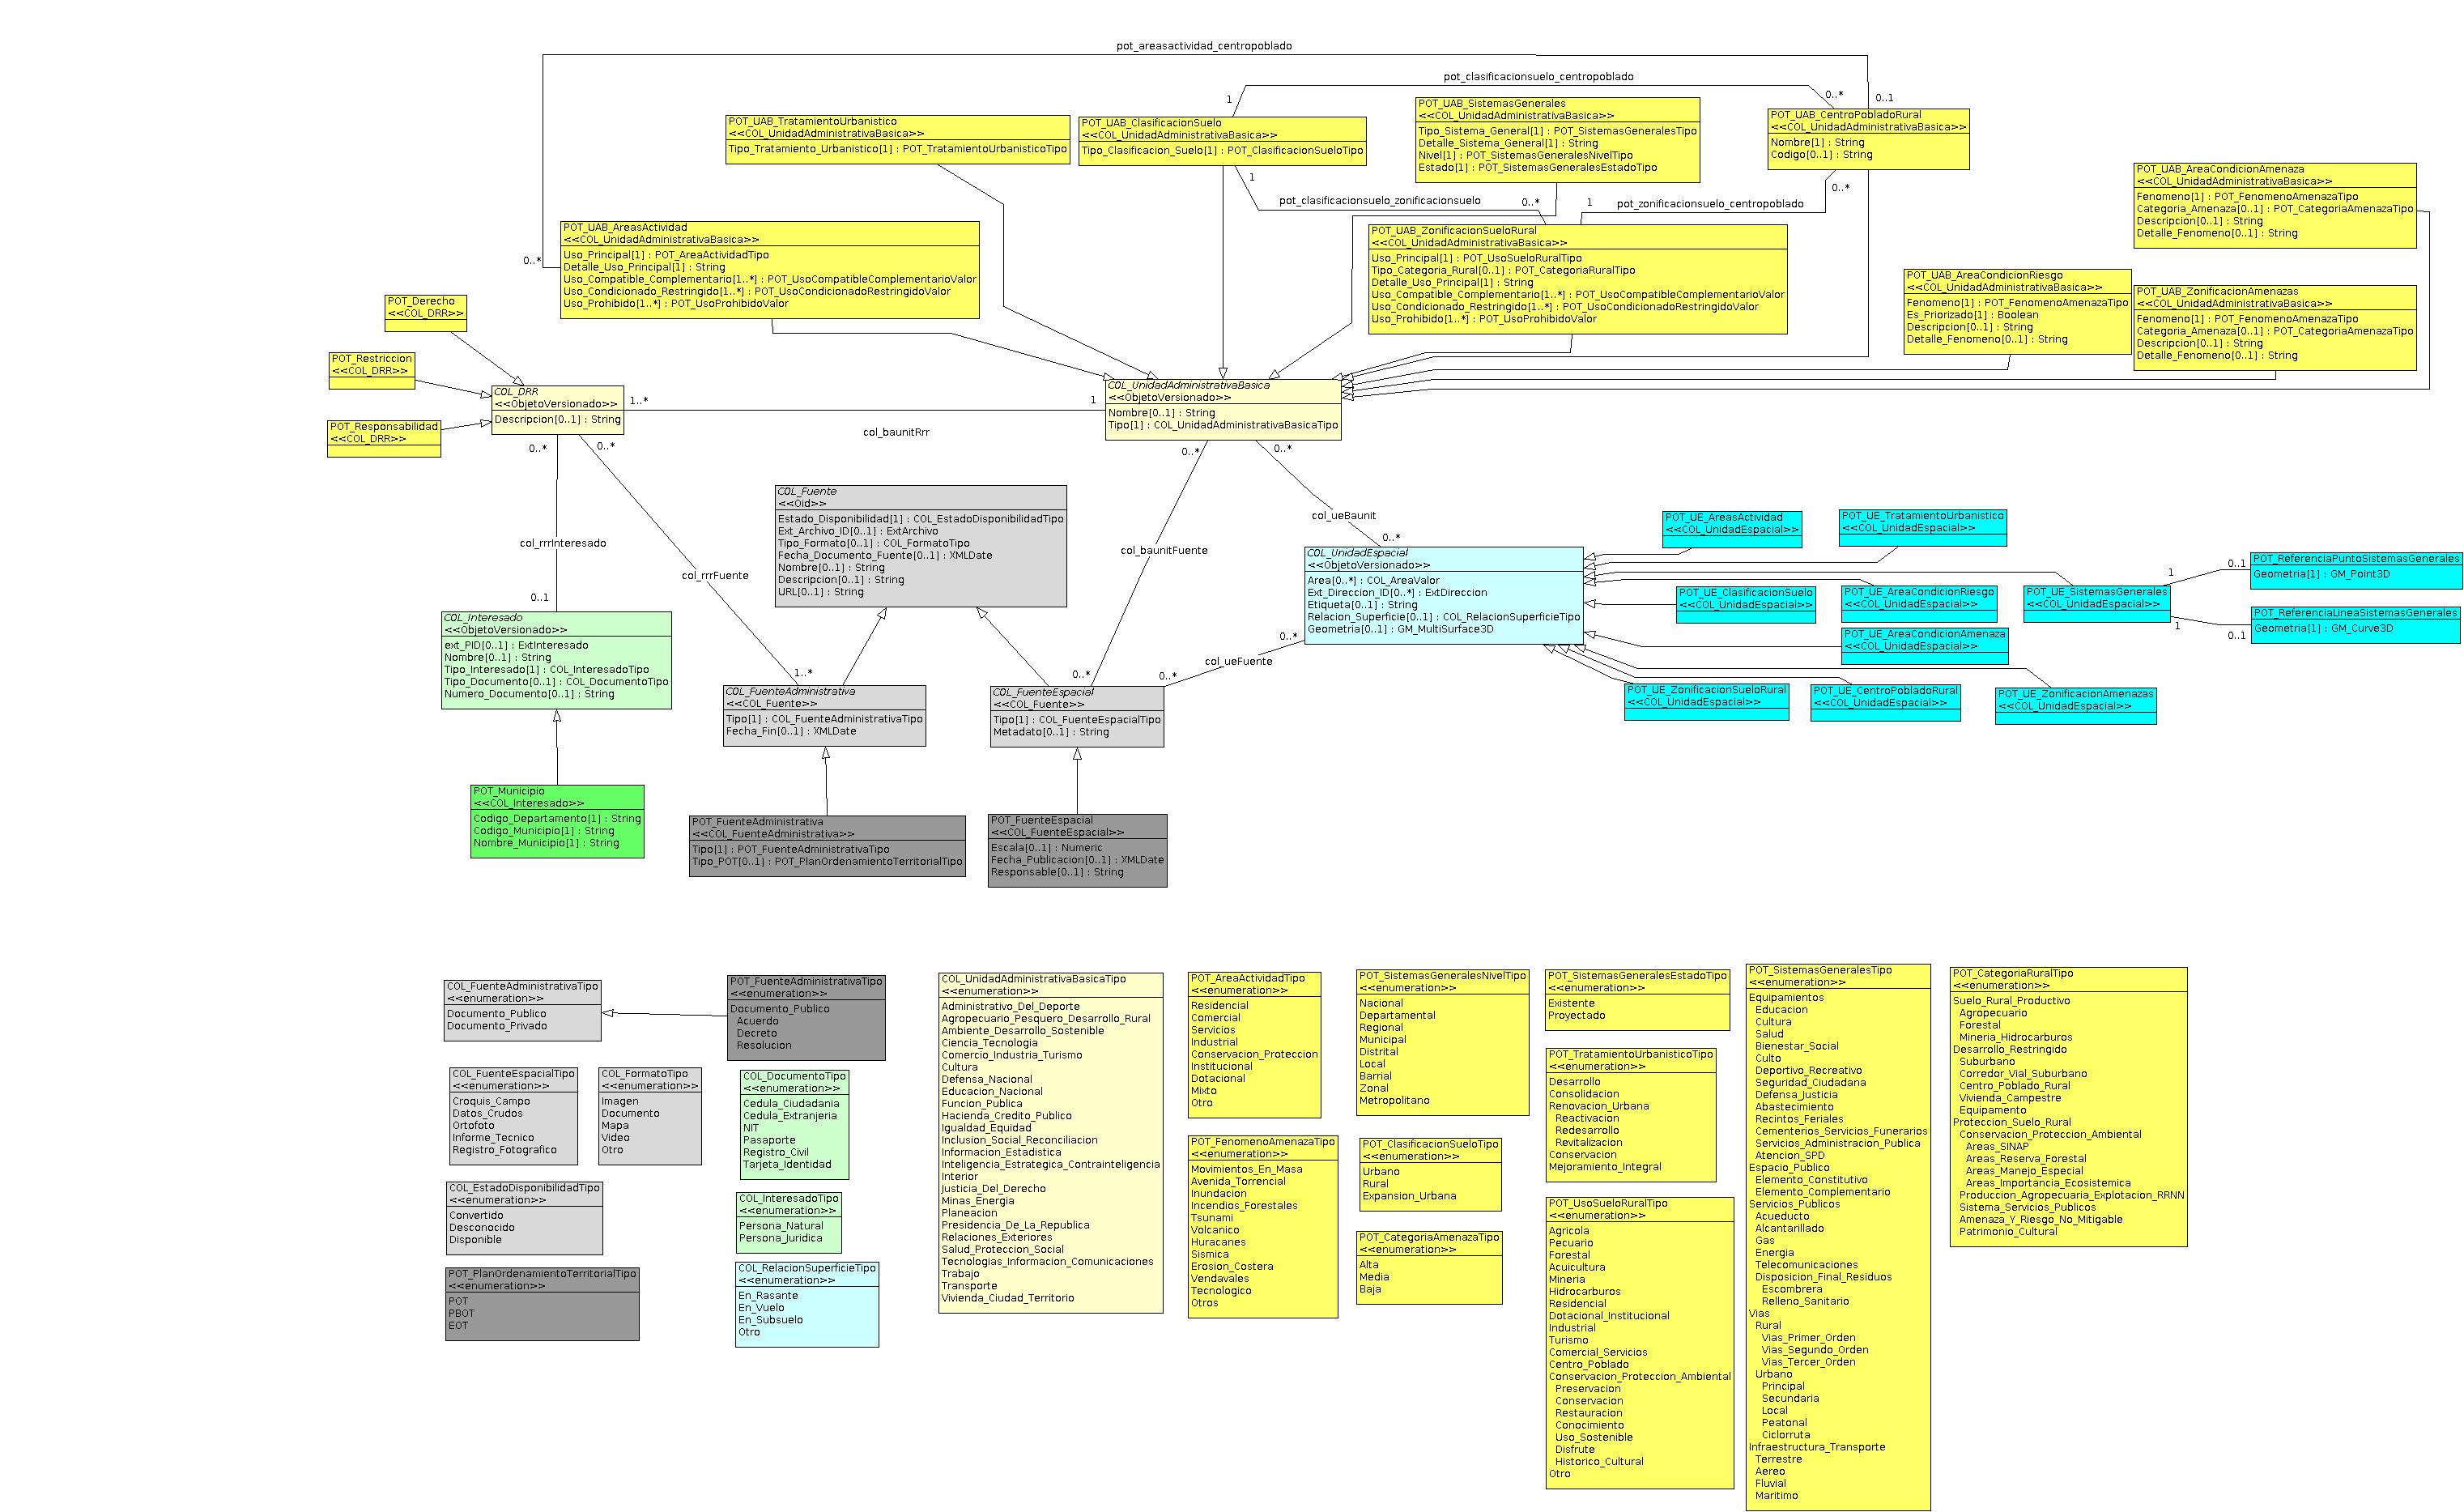 pot_areasactividad_centropoblado
pot_clasificacionsuelo_centropoblado
1
0..*
0..1
POT_UAB_TratamientoUrbanistico
<<COL_UnidadAdministrativaBasica>>
Tipo_Tratamiento_Urbanistico[1] : POT_TratamientoUrbanisticoTipo
POT_UAB_ClasificacionSuelo
<<COL_UnidadAdministrativaBasica>>
Tipo_Clasificacion_Suelo[1] : POT_ClasificacionSueloTipo
POT_UAB_SistemasGenerales
<<COL_UnidadAdministrativaBasica>>
Tipo_Sistema_General[1] : POT_SistemasGeneralesTipo
Detalle_Sistema_General[1] : String
Nivel[1] : POT_SistemasGeneralesNivelTipo
Estado[1] : POT_SistemasGeneralesEstadoTipo
POT_UAB_CentroPobladoRural
<<COL_UnidadAdministrativaBasica>>
Nombre[1] : String
Codigo[0..1] : String
POT_UAB_AreaCondicionAmenaza
<<COL_UnidadAdministrativaBasica>>
Fenomeno[1] : POT_FenomenoAmenazaTipo
Categoria_Amenaza[0..1] : POT_CategoriaAmenazaTipo
Descripcion[0..1] : String
Detalle_Fenomeno[0..1] : String
1
pot_clasificacionsuelo_zonificacionsuelo
0..*
1
pot_zonificacionsuelo_centropoblado
0..*
POT_UAB_AreasActividad
<<COL_UnidadAdministrativaBasica>>
Uso_Principal[1] : POT_AreaActividadTipo
Detalle_Uso_Principal[1] : String
Uso_Compatible_Complementario[1..*] : POT_UsoCompatibleComplementarioValor
Uso_Condicionado_Restringido[1..*] : POT_UsoCondicionadoRestringidoValor
Uso_Prohibido[1..*] : POT_UsoProhibidoValor
0..*
POT_UAB_ZonificacionSueloRural
<<COL_UnidadAdministrativaBasica>>
Uso_Principal[1] : POT_UsoSueloRuralTipo
Tipo_Categoria_Rural[0..1] : POT_CategoriaRuralTipo
Detalle_Uso_Principal[1] : String
Uso_Compatible_Complementario[1..*] : POT_UsoCompatibleComplementarioValor
Uso_Condicionado_Restringido[1..*] : POT_UsoCondicionadoRestringidoValor
Uso_Prohibido[1..*] : POT_UsoProhibidoValor
POT_UAB_AreaCondicionRiesgo
<<COL_UnidadAdministrativaBasica>>
Fenomeno[1] : POT_FenomenoAmenazaTipo
Es_Priorizado[1] : Boolean
Descripcion[0..1] : String
Detalle_Fenomeno[0..1] : String
POT_UAB_ZonificacionAmenazas
<<COL_UnidadAdministrativaBasica>>
Fenomeno[1] : POT_FenomenoAmenazaTipo
Categoria_Amenaza[0..1] : POT_CategoriaAmenazaTipo
Descripcion[0..1] : String
Detalle_Fenomeno[0..1] : String
POT_Derecho
<<COL_DRR>>
POT_Restriccion
<<COL_DRR>>
POT_Responsabilidad
<<COL_DRR>>
COL_DRR
<<ObjetoVersionado>>
Descripcion[0..1] : String
1..*
1
col_baunitRrr
COL_UnidadAdministrativaBasica
<<ObjetoVersionado>>
Nombre[0..1] : String
Tipo[1] : COL_UnidadAdministrativaBasicaTipo
0..*
0..*
0..*
0..*
COL_Fuente
<<Oid>>
Estado_Disponibilidad[1] : COL_EstadoDisponibilidadTipo
Ext_Archivo_ID[0..1] : ExtArchivo
Tipo_Formato[0..1] : COL_FormatoTipo
Fecha_Documento_Fuente[0..1] : XMLDate
Nombre[0..1] : String
Descripcion[0..1] : String
URL[0..1] : String
col_rrrInteresado
col_rrrFuente
col_baunitFuente
col_ueBaunit
0..*
0..1
COL_UnidadEspacial
<<ObjetoVersionado>>
Area[0..*] : COL_AreaValor
Ext_Direccion_ID[0..*] : ExtDireccion
Etiqueta[0..1] : String
Relacion_Superficie[0..1] : COL_RelacionSuperficieTipo
Geometria[0..1] : GM_MultiSurface3D
POT_UE_AreasActividad
<<COL_UnidadEspacial>>
POT_UE_TratamientoUrbanistico
<<COL_UnidadEspacial>>
POT_UE_ClasificacionSuelo
<<COL_UnidadEspacial>>
POT_UE_AreaCondicionRiesgo
<<COL_UnidadEspacial>>
POT_UE_SistemasGenerales
<<COL_UnidadEspacial>>
1
0..1
POT_ReferenciaPuntoSistemasGenerales
Geometria[1] : GM_Point3D
1
0..1
POT_ReferenciaLineaSistemasGenerales
Geometria[1] : GM_Curve3D
POT_UE_AreaCondicionAmenaza
<<COL_UnidadEspacial>>
POT_UE_ZonificacionSueloRural
<<COL_UnidadEspacial>>
POT_UE_CentroPobladoRural
<<COL_UnidadEspacial>>
POT_UE_ZonificacionAmenazas
<<COL_UnidadEspacial>>
COL_Interesado
<<ObjetoVersionado>>
ext_PID[0..1] : ExtInteresado
Nombre[0..1] : String
Tipo_Interesado[1] : COL_InteresadoTipo
Tipo_Documento[0..1] : COL_DocumentoTipo
Numero_Documento[0..1] : String
0..*
col_ueFuente
0..*
1..*
0..*
COL_FuenteAdministrativa
<<COL_Fuente>>
Tipo[1] : COL_FuenteAdministrativaTipo
Fecha_Fin[0..1] : XMLDate
COL_FuenteEspacial
<<COL_Fuente>>
Tipo[1] : COL_FuenteEspacialTipo
Metadato[0..1] : String
POT_Municipio
<<COL_Interesado>>
Codigo_Departamento[1] : String
Codigo_Municipio[1] : String
Nombre_Municipio[1] : String
POT_FuenteAdministrativa
<<COL_FuenteAdministrativa>>
Tipo[1] : POT_FuenteAdministrativaTipo
Tipo_POT[0..1] : POT_PlanOrdenamientoTerritorialTipo
POT_FuenteEspacial
<<COL_FuenteEspacial>>
Escala[0..1] : Numeric
Fecha_Publicacion[0..1] : XMLDate
Responsable[0..1] : String
COL_FuenteAdministrativaTipo
<<enumeration>>
Documento_Publico
Documento_Privado
POT_FuenteAdministrativaTipo
<<enumeration>>
Documento_Publico
Acuerdo
Decreto
Resolucion
COL_FuenteEspacialTipo
<<enumeration>>
Croquis_Campo
Datos_Crudos
Ortofoto
Informe_Tecnico
Registro_Fotografico
COL_FormatoTipo
<<enumeration>>
Imagen
Documento
Mapa
Video
Otro
COL_DocumentoTipo
<<enumeration>>
Cedula_Ciudadania
Cedula_Extranjeria
NIT
Pasaporte
Registro_Civil
Tarjeta_Identidad
COL_EstadoDisponibilidadTipo
<<enumeration>>
Convertido
Desconocido
Disponible
COL_InteresadoTipo
<<enumeration>>
Persona_Natural
Persona_Juridica
POT_PlanOrdenamientoTerritorialTipo
<<enumeration>>
POT
PBOT
EOT
COL_RelacionSuperficieTipo
<<enumeration>>
En_Rasante
En_Vuelo
En_Subsuelo
Otro
COL_UnidadAdministrativaBasicaTipo
<<enumeration>>
Administrativo_Del_Deporte
Agropecuario_Pesquero_Desarrollo_Rural
Ambiente_Desarrollo_Sostenible
Ciencia_Tecnologia
Comercio_Industria_Turismo
Cultura
Defensa_Nacional
Educacion_Nacional
Funcion_Publica
Hacienda_Credito_Publico
Igualdad_Equidad
Inclusion_Social_Reconciliacion
Informacion_Estadistica
Inteligencia_Estrategica_Contrainteligencia
Interior
Justicia_Del_Derecho
Minas_Energia
Planeacion
Presidencia_De_La_Republica
Relaciones_Exteriores
Salud_Proteccion_Social
Tecnologias_Informacion_Comunicaciones
Trabajo
Transporte
Vivienda_Ciudad_Territorio
POT_AreaActividadTipo
<<enumeration>>
Residencial
Comercial
Servicios
Industrial
Conservacion_Proteccion
Institucional
Dotacional
Mixto
Otro
POT_FenomenoAmenazaTipo
<<enumeration>>
Movimientos_En_Masa
Avenida_Torrencial
Inundacion
Incendios_Forestales
Tsunami
Volcanico
Huracanes
Sismica
Erosion_Costera
Vendavales
Tecnologico
Otros
POT_SistemasGeneralesNivelTipo
<<enumeration>>
Nacional
Departamental
Regional
Municipal
Distrital
Local
Barrial
Zonal
Metropolitano
POT_ClasificacionSueloTipo
<<enumeration>>
Urbano
Rural
Expansion_Urbana
POT_CategoriaAmenazaTipo
<<enumeration>>
Alta
Media
Baja
POT_SistemasGeneralesEstadoTipo
<<enumeration>>
Existente
Proyectado
POT_TratamientoUrbanisticoTipo
<<enumeration>>
Desarrollo
Consolidacion
Renovacion_Urbana
Reactivacion
Redesarrollo
Revitalizacion
Conservacion
Mejoramiento_Integral
POT_UsoSueloRuralTipo
<<enumeration>>
Agricola
Pecuario
Forestal
Acuicultura
Mineria
Hidrocarburos
Residencial
Dotacional_Institucional
Industrial
Turismo
Comercial_Servicios
Centro_Poblado
Conservacion_Proteccion_Ambiental
Preservacion
Conservacion
Restauracion
Conocimiento
Uso_Sostenible
Disfrute
Historico_Cultural
Otro
POT_SistemasGeneralesTipo
<<enumeration>>
Equipamientos
Educacion
Cultura
Salud
Bienestar_Social
Culto
Deportivo_Recreativo
Seguridad_Ciudadana
Defensa_Justicia
Abastecimiento
Recintos_Feriales
Cementerios_Servicios_Funerarios
Servicios_Administracion_Publica
Atencion_SPD
Espacio_Publico
Elemento_Constitutivo
Elemento_Complementario
Servicios_Publicos
Acueducto
Alcantarillado
Gas
Energia
Telecomunicaciones
Disposicion_Final_Residuos
Escombrera
Relleno_Sanitario
Vias
Rural
Vias_Primer_Orden
Vias_Segundo_Orden
Vias_Tercer_Orden
Urbano
Principal
Secundaria
Local
Peatonal
Ciclorruta
Infraestructura_Transporte
Terrestre
Aereo
Fluvial
Maritimo
POT_CategoriaRuralTipo
<<enumeration>>
Suelo_Rural_Productivo
Agropecuario
Forestal
Mineria_Hidrocarburos
Desarrollo_Restringido
Suburbano
Corredor_Vial_Suburbano
Centro_Poblado_Rural
Vivienda_Campestre
Equipamento
Proteccion_Suelo_Rural
Conservacion_Proteccion_Ambiental
Areas_SINAP
Areas_Reserva_Forestal
Areas_Manejo_Especial
Areas_Importancia_Ecosistemica
Produccion_Agropecuaria_Explotacion_RRNN
Sistema_Servicios_Publicos
Amenaza_Y_Riesgo_No_Mitigable
Patrimonio_Cultural